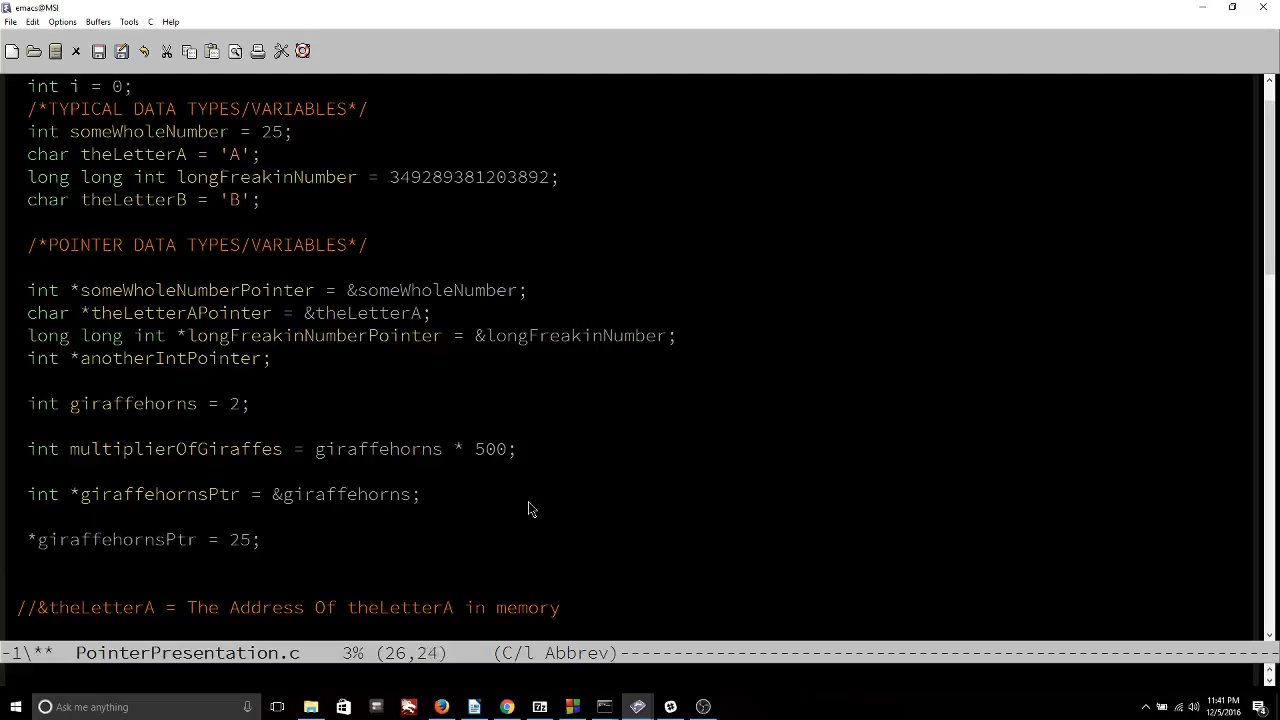 emacs@MSI
File Edit Options Buffers Tools C Help
int i = 0;
/*TYPICAL DATA TYPES/VARIABLES*/
int someWholeNumber = 25;
char theLetterA = 'A';
long long int longFreakinNumber = 349289381203892;
char theLetterB = 'B';
/*POINTER DATA TYPES/VARIABLES*/
int *someWholeNumberPointer = &someWholeNumber;
char *theLetterAPointer = &theLetterA;
long long int *longFreakinNumberPointer = &longFreakinNumber;
int *anotherIntPointer;
int giraffehorns = 2;
int multiplierOfGiraffes = giraffehorns * 500;
int *giraffehornsPtr = &giraffehorns;
*giraffehornsPtr = 25;
//&theLetterA = The Address Of theLetterA in memory
-1\** PointerPresentation.c 3% (26,24) (C/l Abbrev)
Ask me anything
11:41 PM
12/5/2016